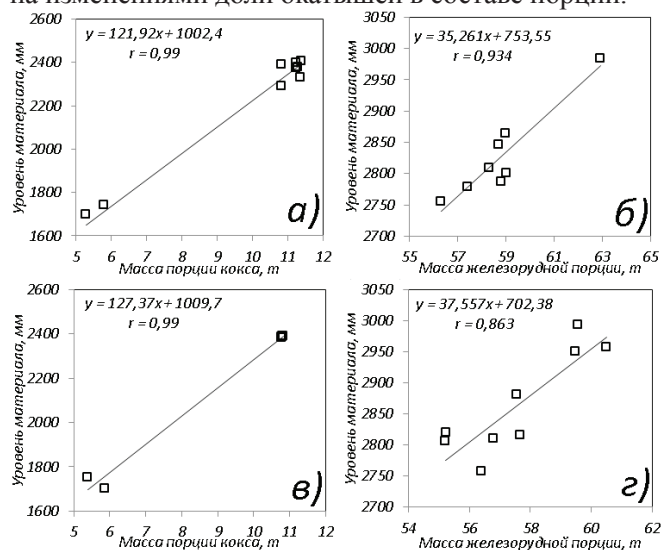 на изменениями доли окатышей в составе порции.
y = 121,92x + 1002,4
r = 0,99
Уровень материала, мм
2600
2400
2200
2000
1800
1600
5 6 7 8 9 10 11 12
Масса порции кокса, т
а)
y = 35,261x + 753,55
r = 0,934
Уровень материала, мм
3050
3000
2950
2900
2850
2800
2750
2700
55 57 59 61 63 65
Масса железорудной порции, т
б)
y = 127,37x + 1009,7
r = 0,99
Уровень материала, мм
2600
2400
2200
2000
1800
1600
5 6 7 8 9 10 11 12
Масса порции кокса, т
в)
y = 37,557x + 702,38
r = 0,863
Уровень материала, мм
3050
3000
2950
2900
2850
2800
2750
2700
54 56 58 60 62
Масса железорудной порции, т
г)